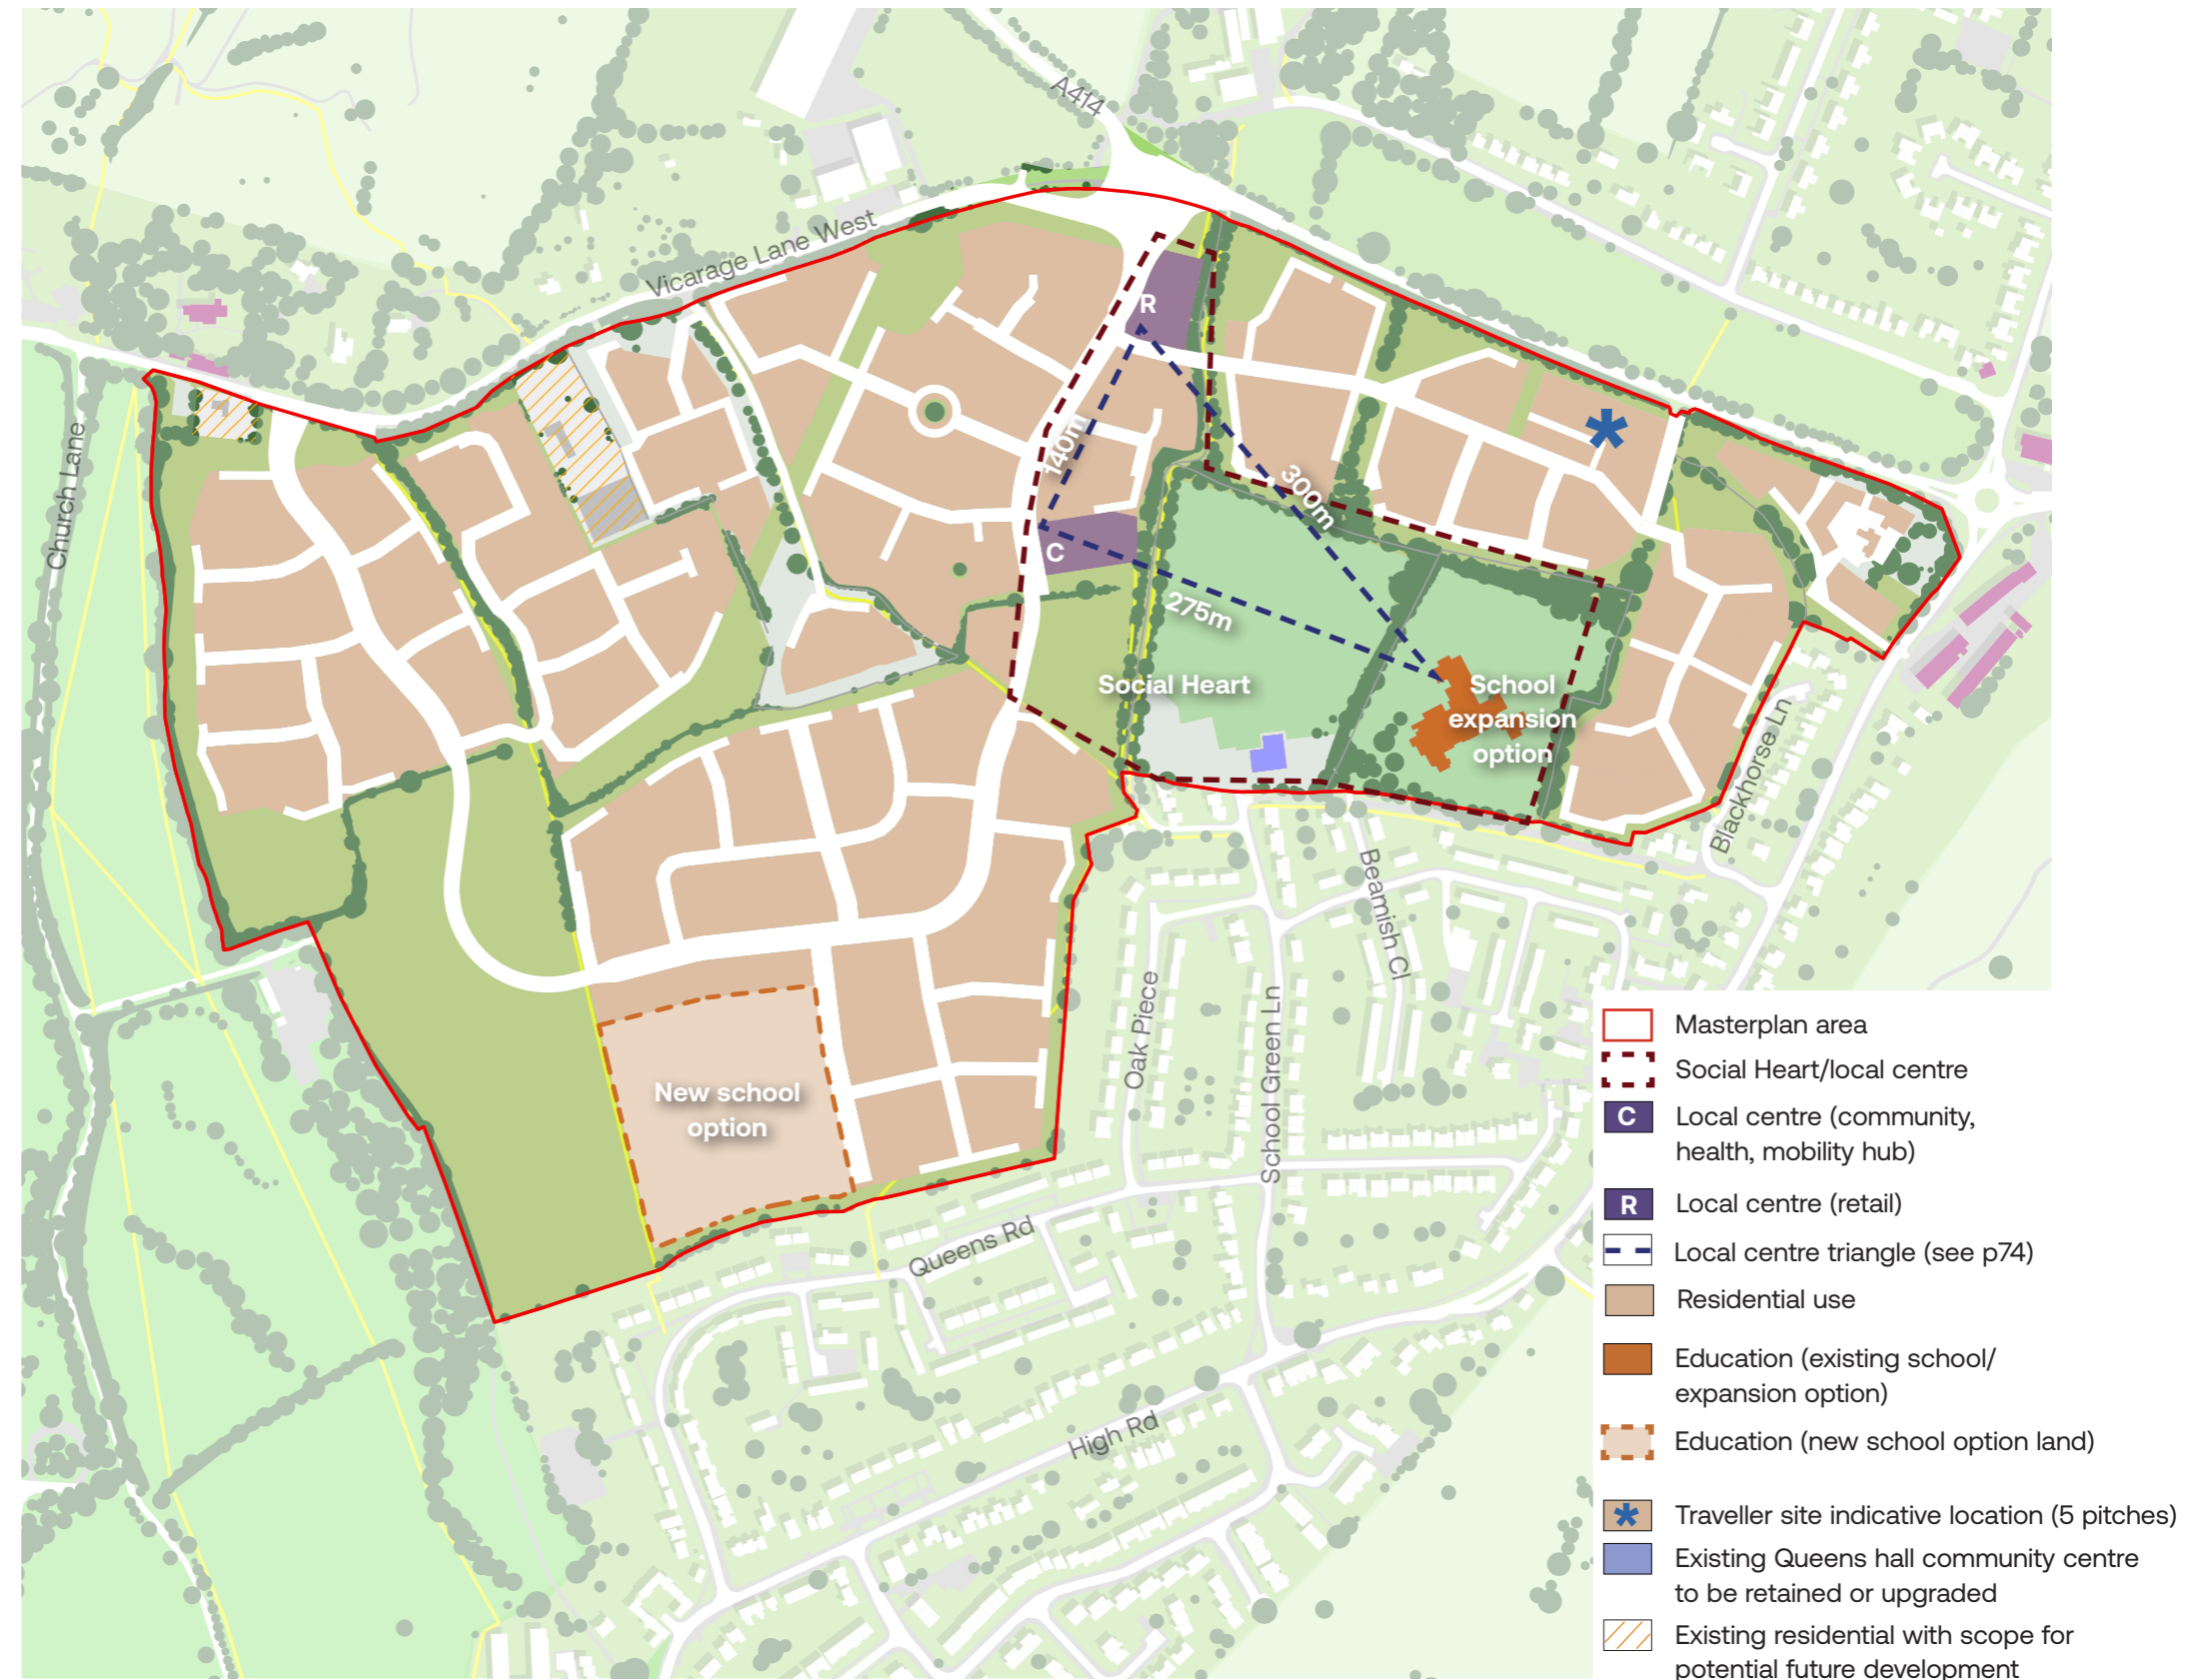 A414
Vicarage Lane West
R
Church Lane
140m
300m
C
275m
Social Heart
School
expansion
option
Blackhorse Ln
Beamish Cl
Oak Piece
School Green Ln
New school
option
Queens Rd
High Rd
Masterplan area
Social Heart/local centre
C Local centre (community,
health, mobility hub)
R Local centre (retail)
Local centre triangle (see p74)
Residential use
Education (existing school/
expansion option)
Education (new school option land)
Traveller site indicative location (5 pitches)
Existing Queens hall community centre
to be retained or upgraded
Existing residential with scope for
potential future development